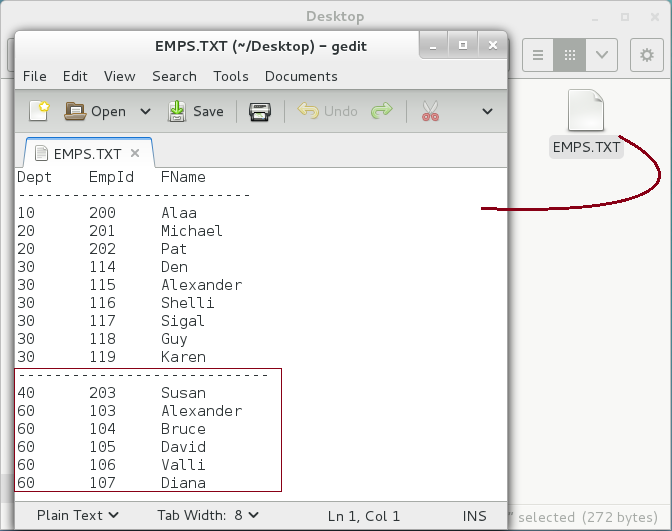 Desktop
EMPS.TXT (~/Desktop) – gedit
File Edit View Search Tools Documents
Open Save Undo
EMPS.TXT
EMPS.TXT
Dept EmpId FName
--------------------------
10 200 Alaa
20 201 Michael
20 202 Pat
30 114 Den
30 115 Alexander
30 116 Shelli
30 117 Sigal
30 118 Guy
30 119 Karen
----------------------------
40 203 Susan
60 103 Alexander
60 104 Bruce
60 105 David
60 106 Valli
60 107 Diana
Plain Text Tab Width: 8 Ln 1, Col 1 INS
" selected (272 bytes)